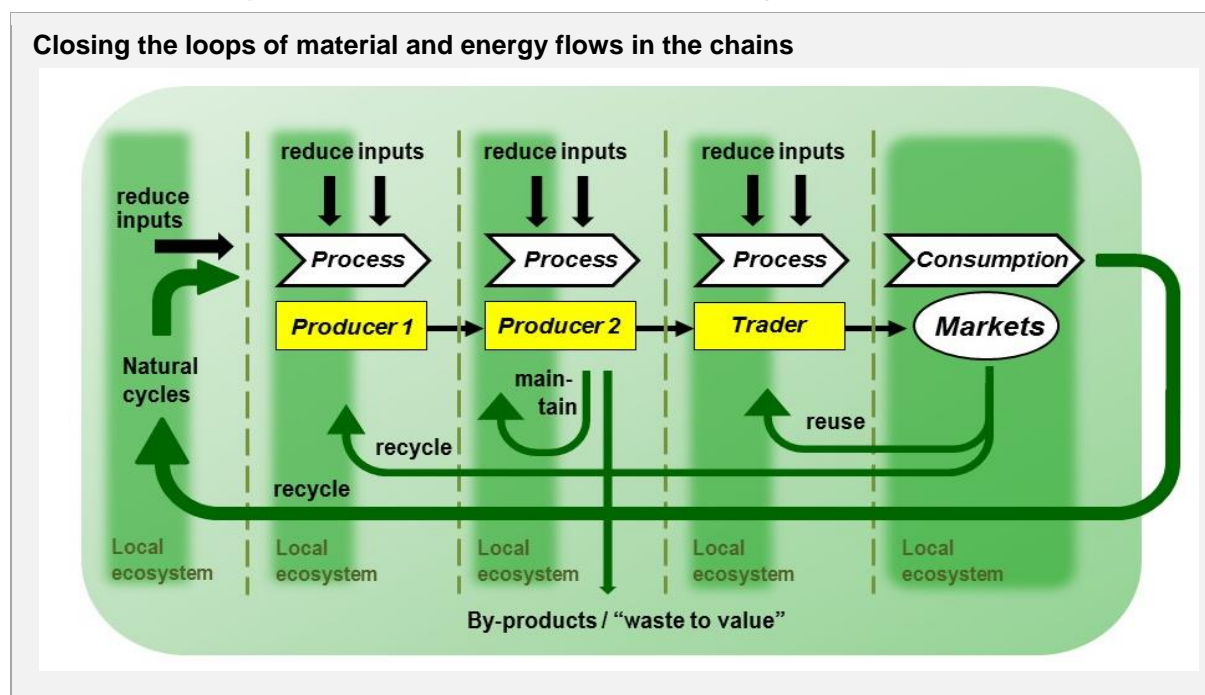 Closing the loops of material and energy flows in the chains
reduce inputs
reduce inputs
reduce inputs
reduce
inputs
Process
Process
Process
Consumption
Producer 1
Producer 2
Trader
Markets
Natural
cycles
main-
tain
reuse
recycle
recycle
Local
ecosystem
Local
ecosystem
Local
ecosystem
Local
ecosystem
Local
ecosystem
By-products / “waste to value”